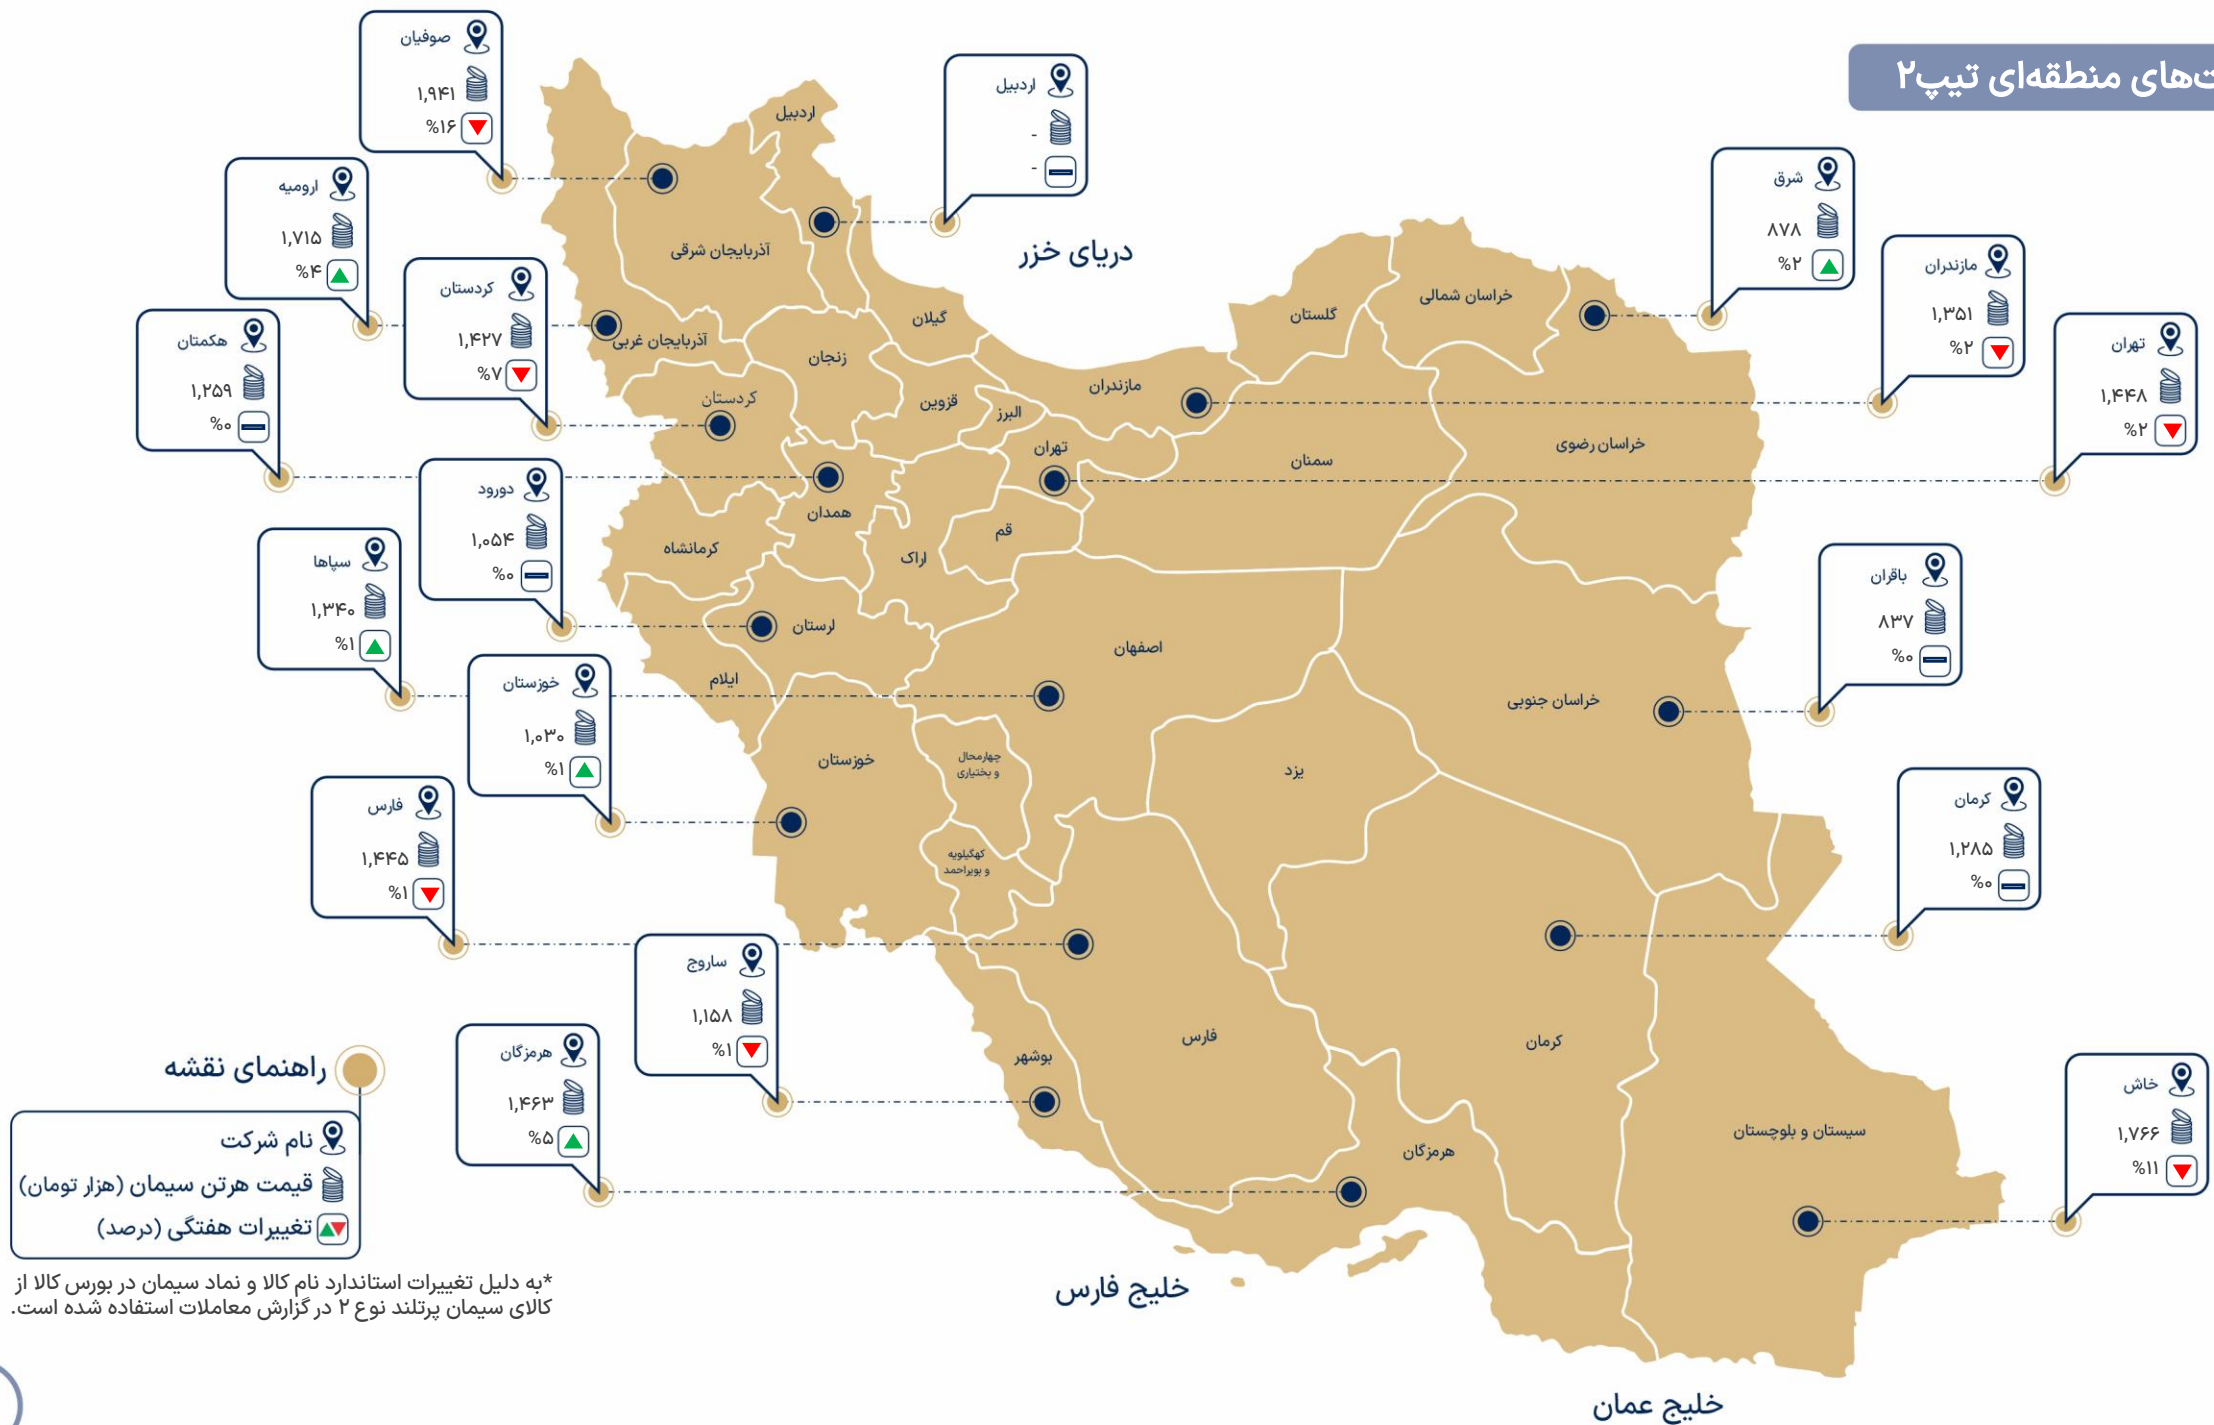 ت‌های منطقه‌ای تیپ۲
صوفیان
۱,۹۴۱
%۱۶
اردبیل
-
-
ارومیه
۱,۷۱۵
%۴
کردستان
۱,۴۲۷
%۷
هکمتان
۱,۲۵۹
%۰
دورود
۱,۰۵۴
%۰
سپاها
۱,۳۴۰
%۱
خوزستان
۱,۰۳۰
%۱
فارس
۱,۴۴۵
%۱
ساروج
۱,۱۵۸
%۱
هرمزگان
۱,۴۶۳
%۵
شرق
۸۷۸
%۲
مازندران
۱,۳۵۱
%۲
تهران
۱,۴۴۸
%۲
باقران
۸۳۷
%۰
کرمان
۱,۲۸۵
%۰
خاش
۱,۷۶۶
%۱۱
دریای خزر
اردبیل
آذربایجان شرقی
آذربایجان غربی
گیلان
زنجان
کردستان
قزوین
البرز
مازندران
گلستان
خراسان شمالی
خراسان رضوی
تهران
سمنان
همدان
قم
اراک
کرمانشاه
لرستان
ایلام
اصفهان
خراسان جنوبی
خوزستان
چهارمحال
و بختیاری
یزد
کهگیلویه
و بویراحمد
فارس
کرمان
بوشهر
هرمزگان
سیستان و بلوچستان
خلیج فارس
خلیج عمان
راهنمای نقشه
نام شرکت
قیمت هرتن سیمان (هزار تومان)
تغییرات هفتگی (درصد)
*به دلیل تغییرات استاندارد نام کالا و نماد سیمان در بورس کالا از
کالای سیمان پرتلند نوع ۲ در گزارش معاملات استفاده شده است.